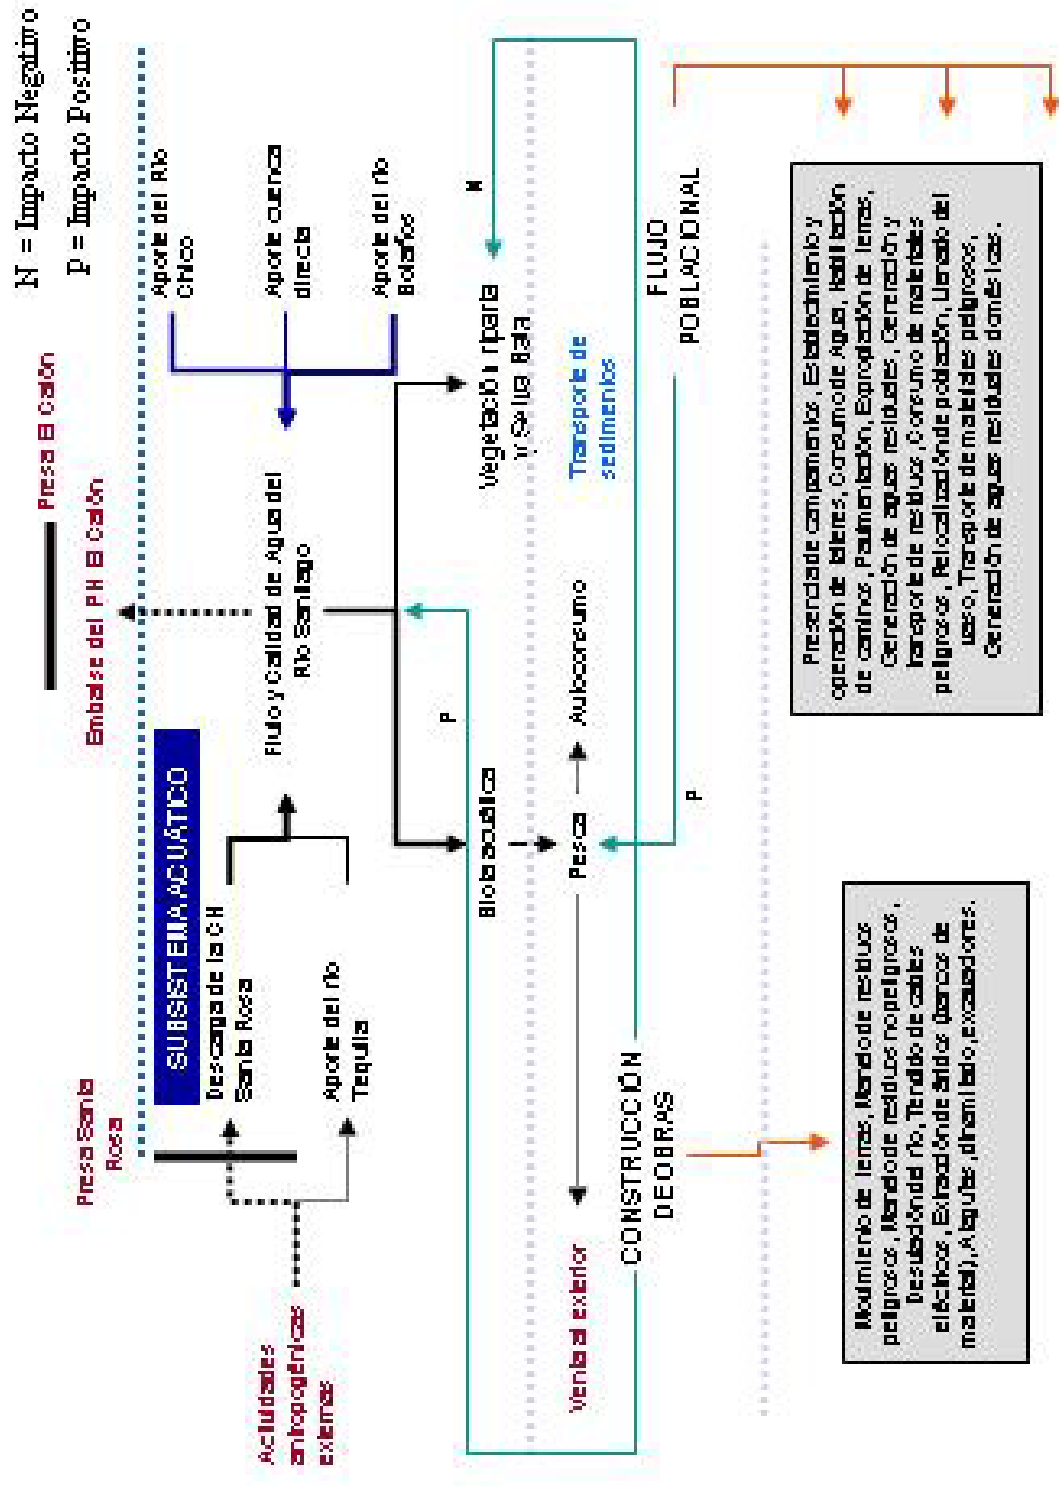 N = Impacto Negativo
P = Impacto Positivo
Presa El Cajón
Embalse del PH El Cajón
Presa Santa
Rosa
SUBSISTEMA ACUÁTICO
Descarga de la CH
Santa Rosa
Aporte del río
Tequila
Actividades
antropogénicas
externas
Flujo y Calidad de Agua del
Río Santiago
Aporte del Río
Chico
Aporte cuenca
directa
Aporte del río
Bolaños
P
N
Biota acuática
Vegetación riparia
y Selva Baja
Venta al exterior
Pesca
Autoconsumo
Transporte de
sedimentos
CONSTRUCCIÓN
DE OBRAS
P
FLUJO
POBLACIONAL
Movimiento de tierras, Manejo de residuos
peligrosos, Manejo de residuos no peligrosos,
Desviación del río, Tendido de cables
eléctricos, Extracción de áridos (bancos de
material), Ataguías, dinamitado, excavadores.
Presencia de campamentos, Establecimiento y
operación de talleres, Consumo de Agua, Habilitación
de caminos, Pavimentación, Expropiación de tierras,
Generación de aguas residuales, Generación y
transporte de residuos, Consumo de materiales
peligrosos, Relocalización de población, Llenado del
vaso, Transporte de materiales peligrosos,
Generación de aguas residuales domésticas.